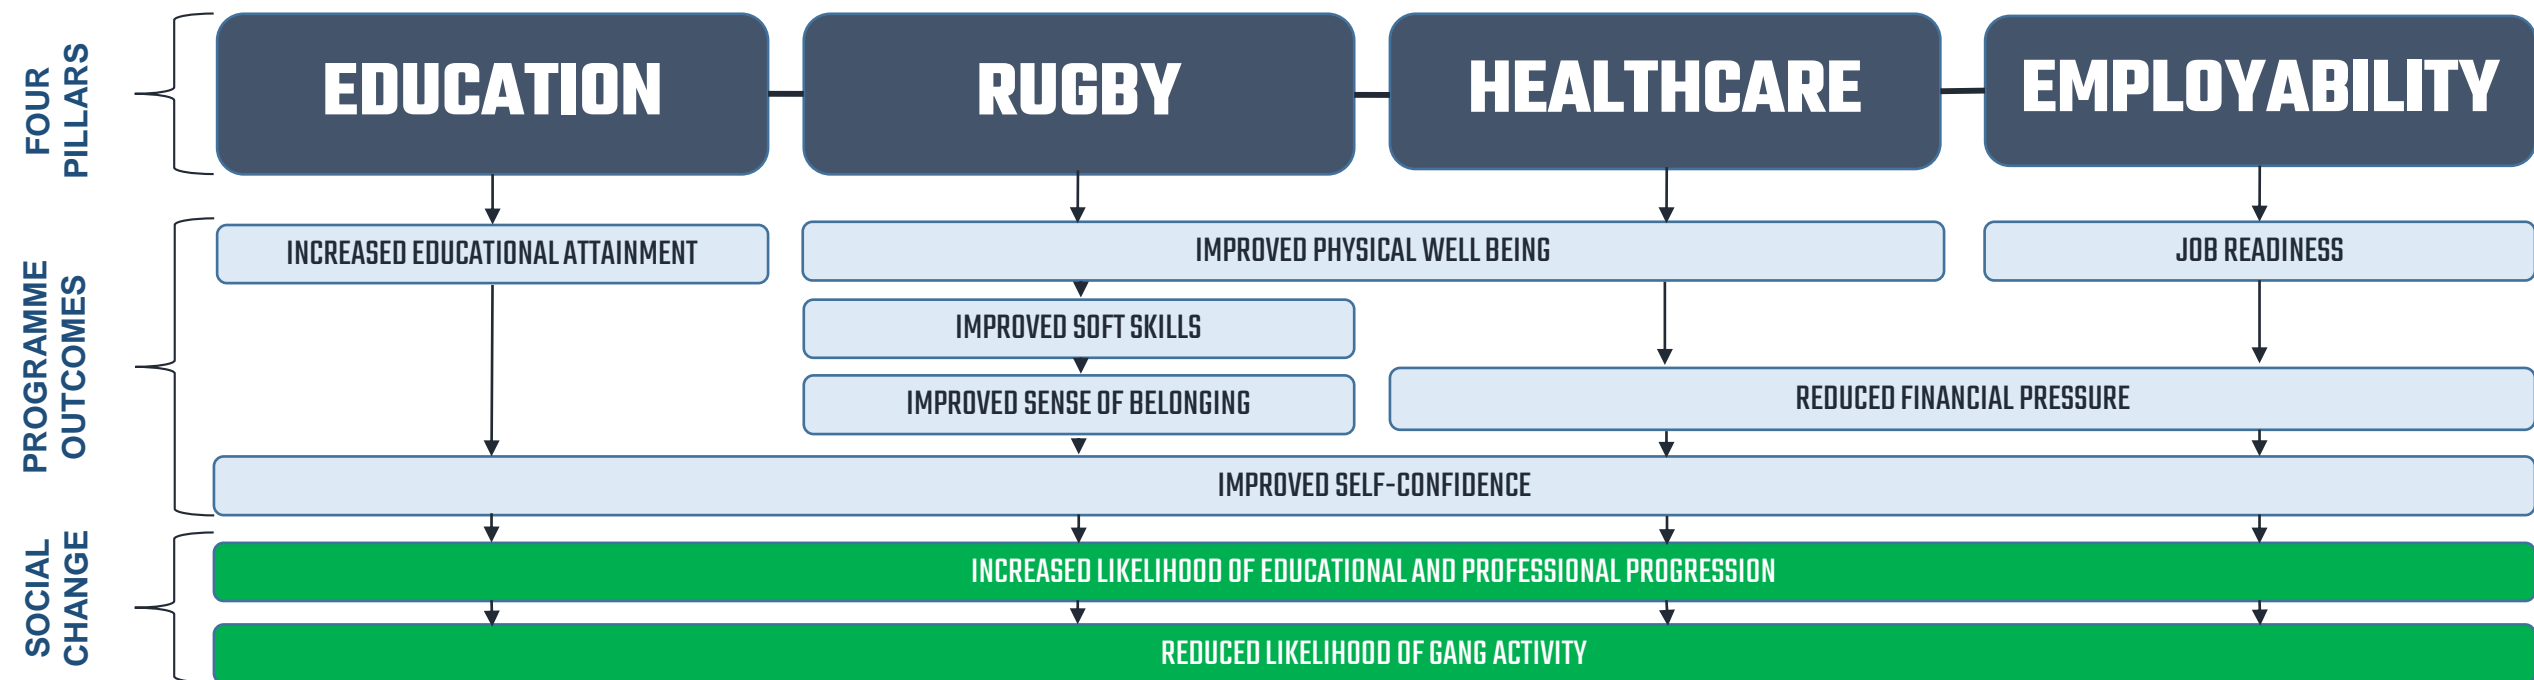 FOUR
PILLARS
EDUCATION
RUGBY
HEALTHCARE
EMPLOYABILITY
PROGRAMME
OUTCOMES
INCREASED EDUCATIONAL ATTAINMENT
IMPROVED PHYSICAL WELL BEING
JOB READINESS
IMPROVED SOFT SKILLS
IMPROVED SENSE OF BELONGING
REDUCED FINANCIAL PRESSURE
IMPROVED SELF-CONFIDENCE
SOCIAL
CHANGE
INCREASED LIKELIHOOD OF EDUCATIONAL AND PROFESSIONAL PROGRESSION
REDUCED LIKELIHOOD OF GANG ACTIVITY